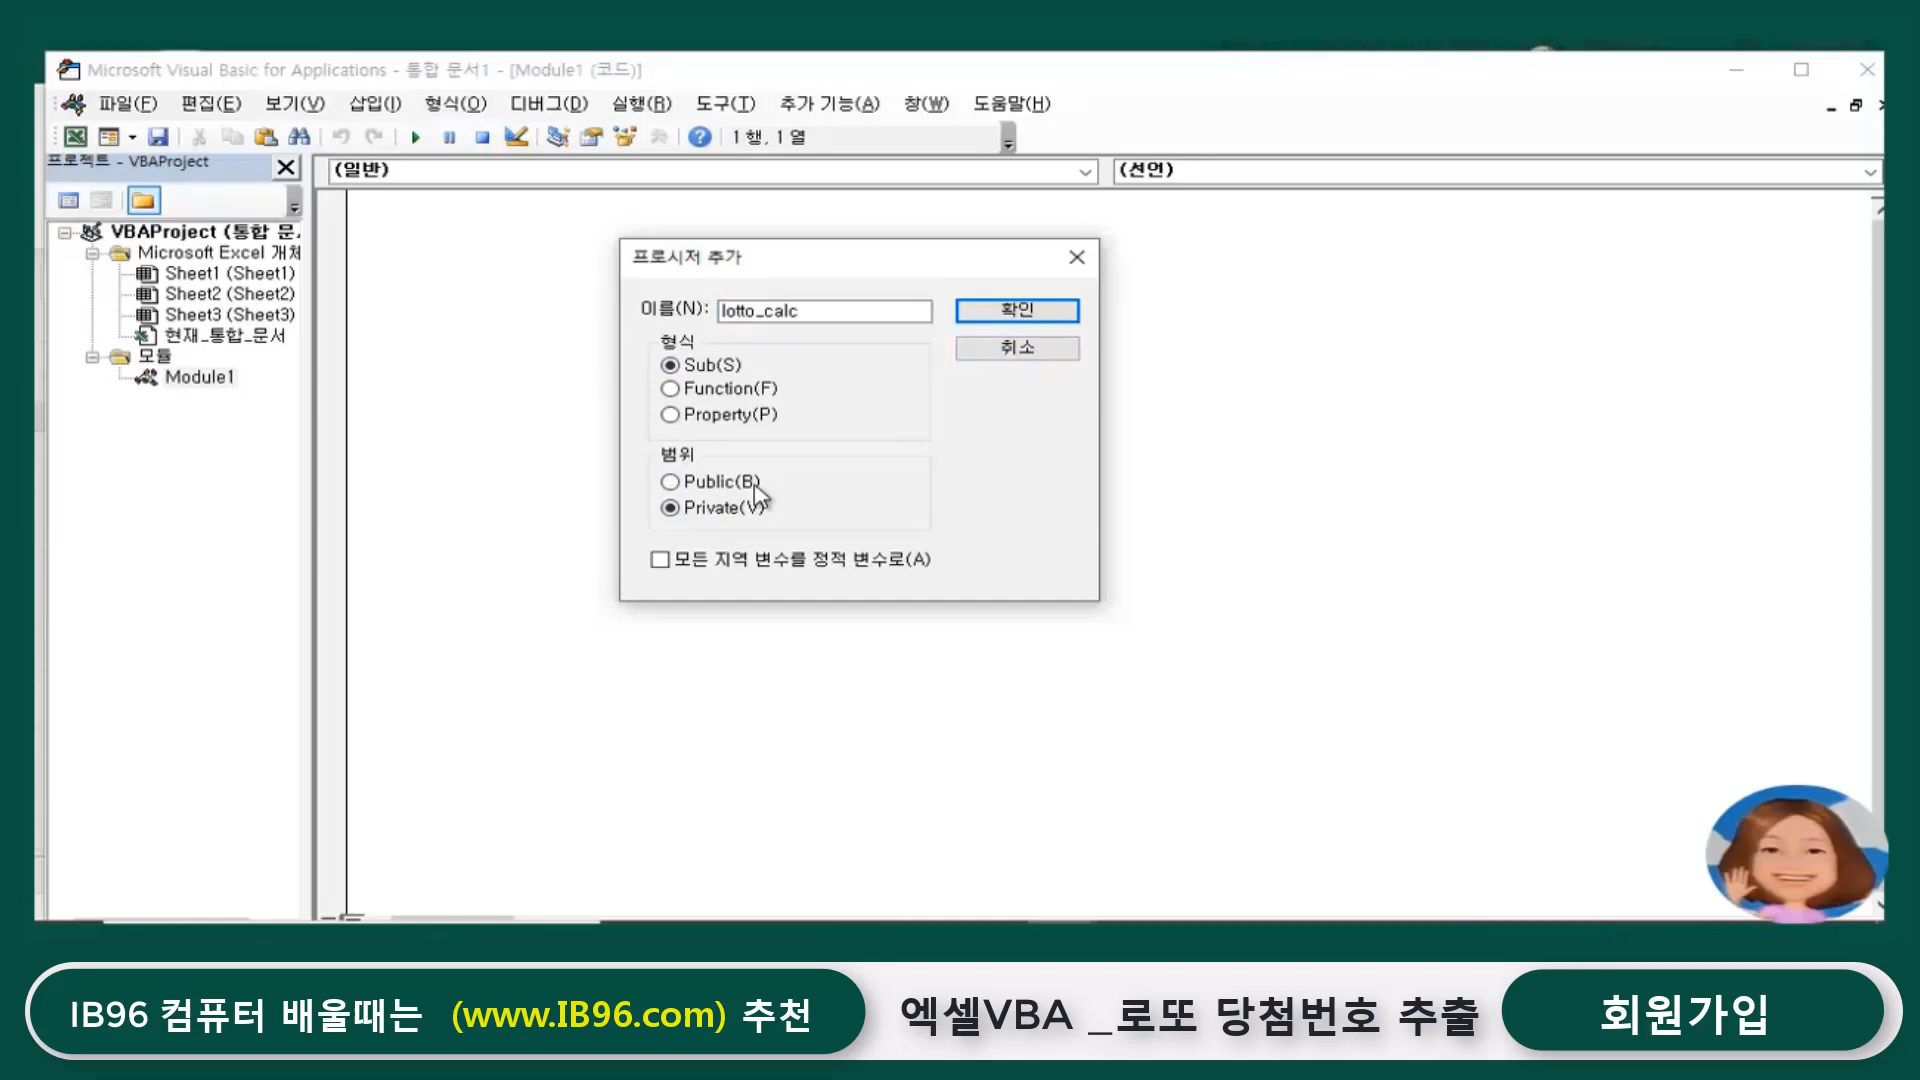 Microsoft Visual Basic for Applications - 통합 문서1 - [Module1 (코드)]
파일(F) 편집(E) 보기(V) 삽입(I) 형식(O) 디버그(D) 실행(R) 도구(T) 추가 기능(A) 창(W) 도움말(H)
1 행, 1 열
프로젝트 - VBAProject
(일반) (선언)
VBAProject (통합 문
Microsoft Excel 개체
Sheet1 (Sheet1)
Sheet2 (Sheet2)
Sheet3 (Sheet3)
현재_통합_문서
모듈
Module1
프로시저 추가
이름(N): lotto_calc 확인
취소
형식
Sub(S)
Function(F)
Property(P)
범위
Public(B)
Private(V)
모든 지역 변수를 정적 변수로(A)
IB96 컴퓨터 배울때는 (www.IB96.com) 추천 엑셀VBA _로또 당첨번호 추출 회원가입